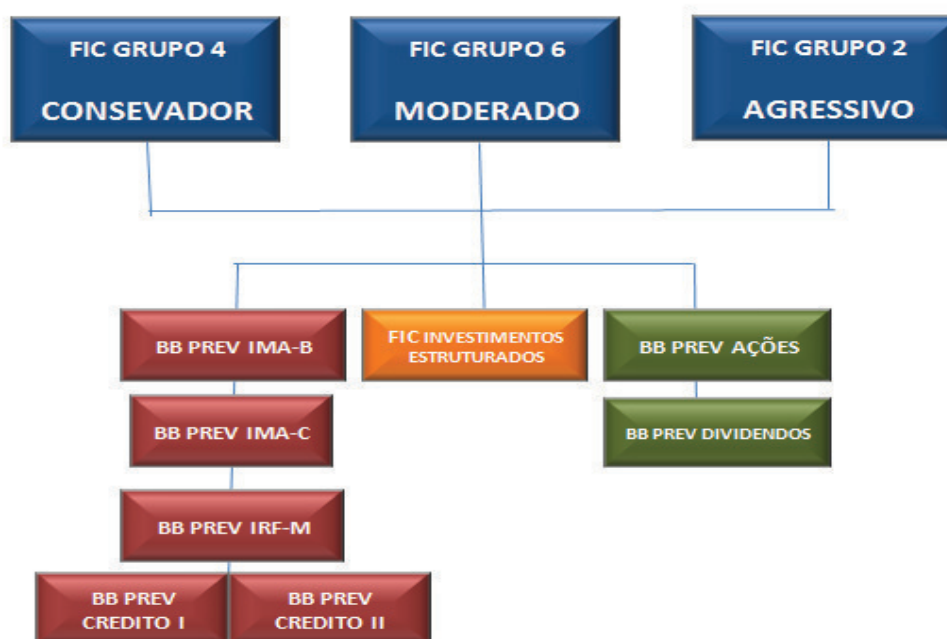 FIC GRUPO 4
CONSEVADOR
FIC GRUPO 6
MODERADO
FIC GRUPO 2
AGRESSIVO
BB PREV IMA-B
FIC INVESTIMENTOS
ESTRUTURADOS
BB PREV AÇÕES
BB PREV IMA-C
BB PREV DIVIDENDOS
BB PREV IRF-M
BB PREV
CREDITO I
BB PREV
CREDITO II